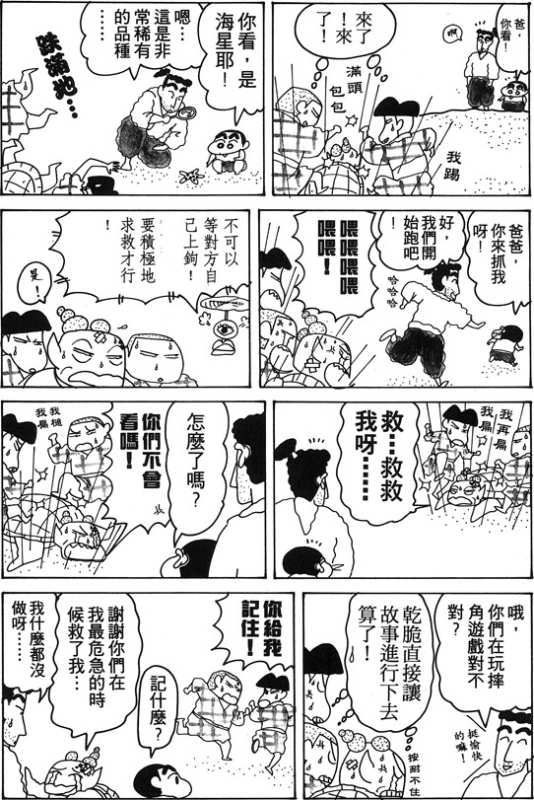 爸，
你看！
啊
來了
！來
了！
滿頭
包包
我踢
你看，是
海星耶！
嗯…
這是非
常稀有
的品種
……
跌滿地…
爸爸，
你來抓我
呀！
好，
我們開
始跑吧
！
哈哈哈
喂喂喂喂
喂喂！！
不可以
等對方自
己上鉤！
要積極地
求救才行
！
是！
我再扁
我扁
救…救救
我呀……
怎麼了嗎？
你們不會
看嗎！
我槌
我扁
哦，
你們在玩摔
角遊戲對不
對？
挺愉快
的嘛！
乾脆直接讓
故事進行下去
算了！！
按耐不住
你給我
記住！
記什麼？
謝謝你們在
我最危急的時
候救了我…
我什麼都沒
做呀……